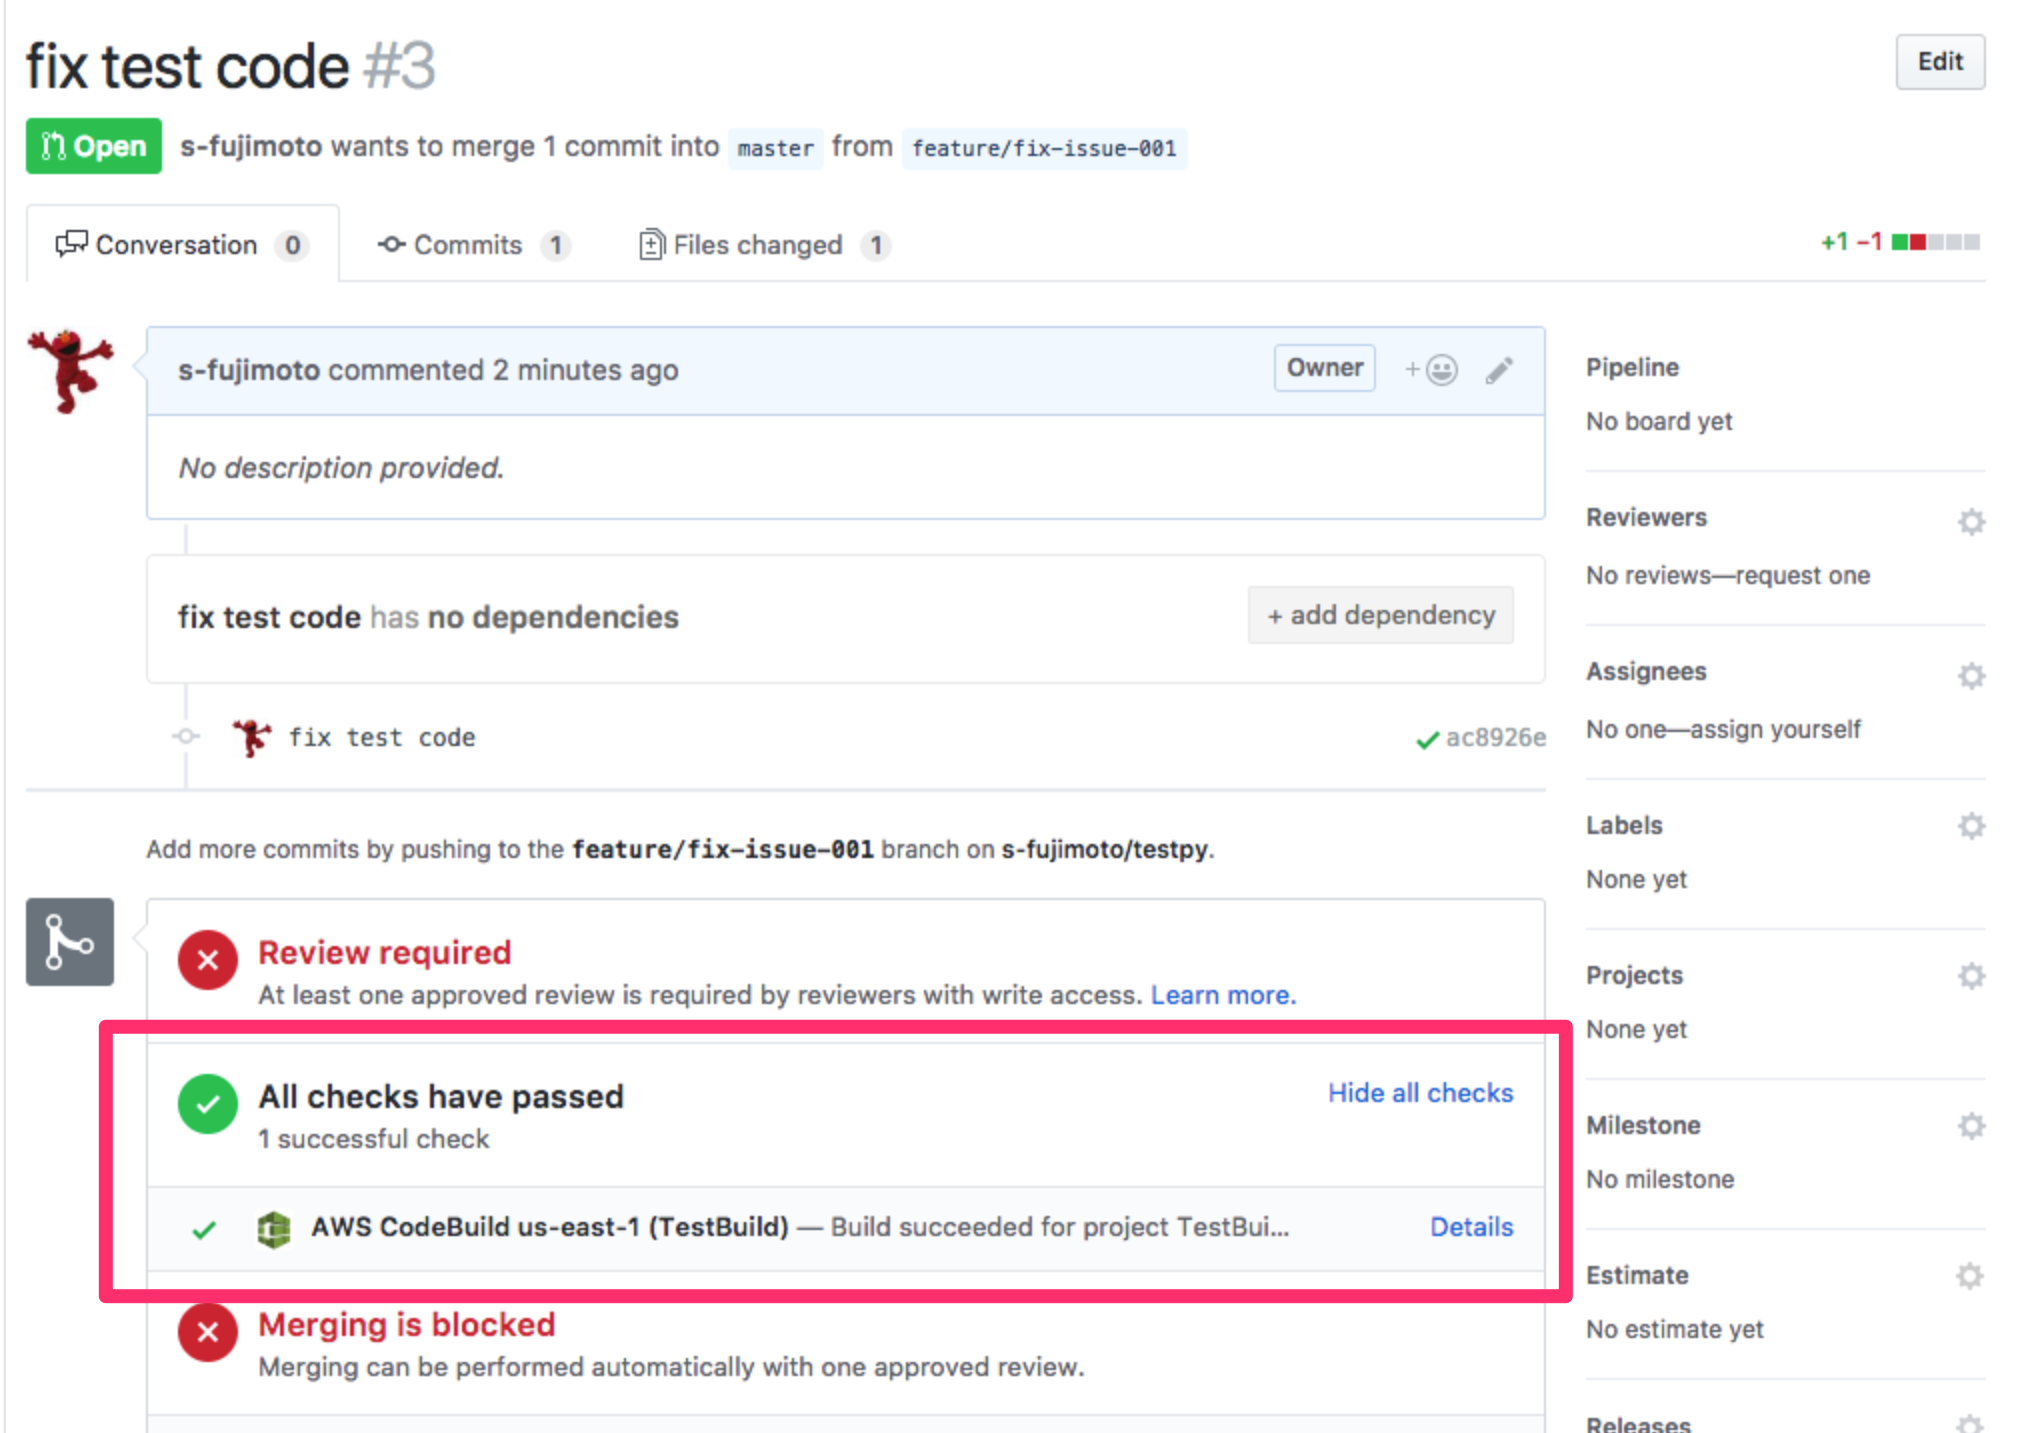 fix test code #3
Edit
Open
s-fujimoto wants to merge 1 commit into master from feature/fix-issue-001
Conversation 0
Commits 1
Files changed 1
+1 −1
s-fujimoto commented 2 minutes ago
Owner
+
No description provided.
fix test code has no dependencies
+ add dependency
fix test code
ac8926e
Add more commits by pushing to the feature/fix-issue-001 branch on s-fujimoto/testpy.
Review required
At least one approved review is required by reviewers with write access. Learn more.
All checks have passed
Hide all checks
1 successful check
AWS CodeBuild us-east-1 (TestBuild) — Build succeeded for project TestBui...
Details
Merging is blocked
Merging can be performed automatically with one approved review.
Pipeline
No board yet
Reviewers
No reviews—request one
Assignees
No one—assign yourself
Labels
None yet
Projects
None yet
Milestone
No milestone
Estimate
No estimate yet
Releases